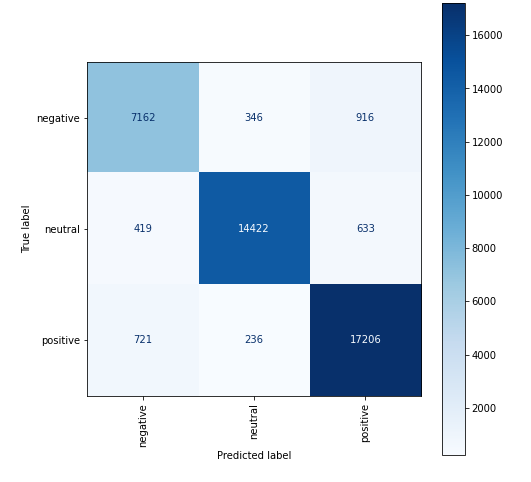 negative 7162 346 916
neutral 419 14422 633
positive 721 236 17206
negative neutral positive
Predicted label
True label
16000
14000
12000
10000
8000
6000
4000
2000